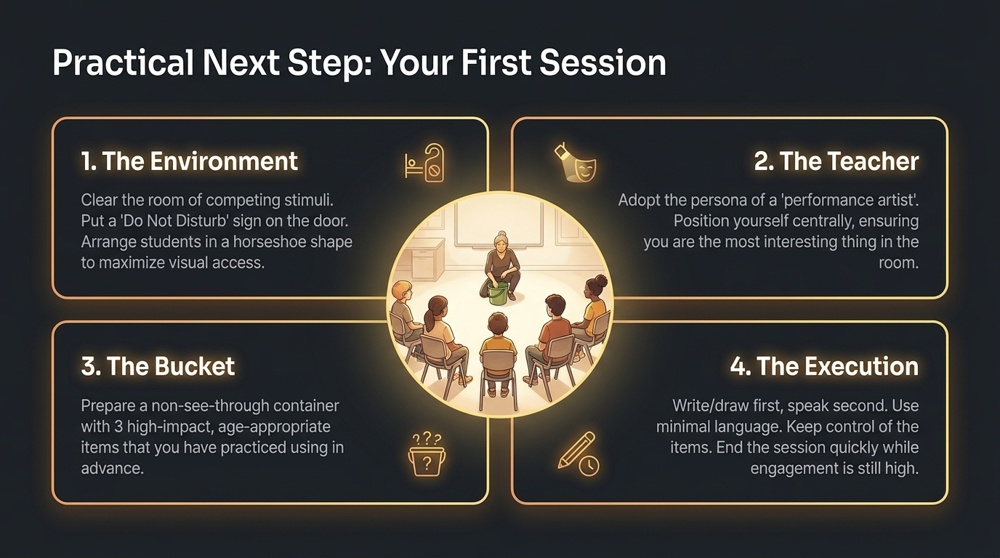 Practical Next Step: Your First Session
1. The Environment
Clear the room of competing stimuli.
Put a 'Do Not Disturb' sign on the door.
Arrange students in a horseshoe shape
to maximize visual access.
2. The Teacher
Adopt the persona of a 'performance artist'.
Position yourself centrally, ensuring
you are the most interesting thing in the
room.
3. The Bucket
Prepare a non-see-through container
with 3 high-impact, age-appropriate
items that you have practiced using in
advance.
???
?
4. The Execution
Write/draw first, speak second. Use
minimal language. Keep control of the
items. End the session quickly while
engagement is still high.